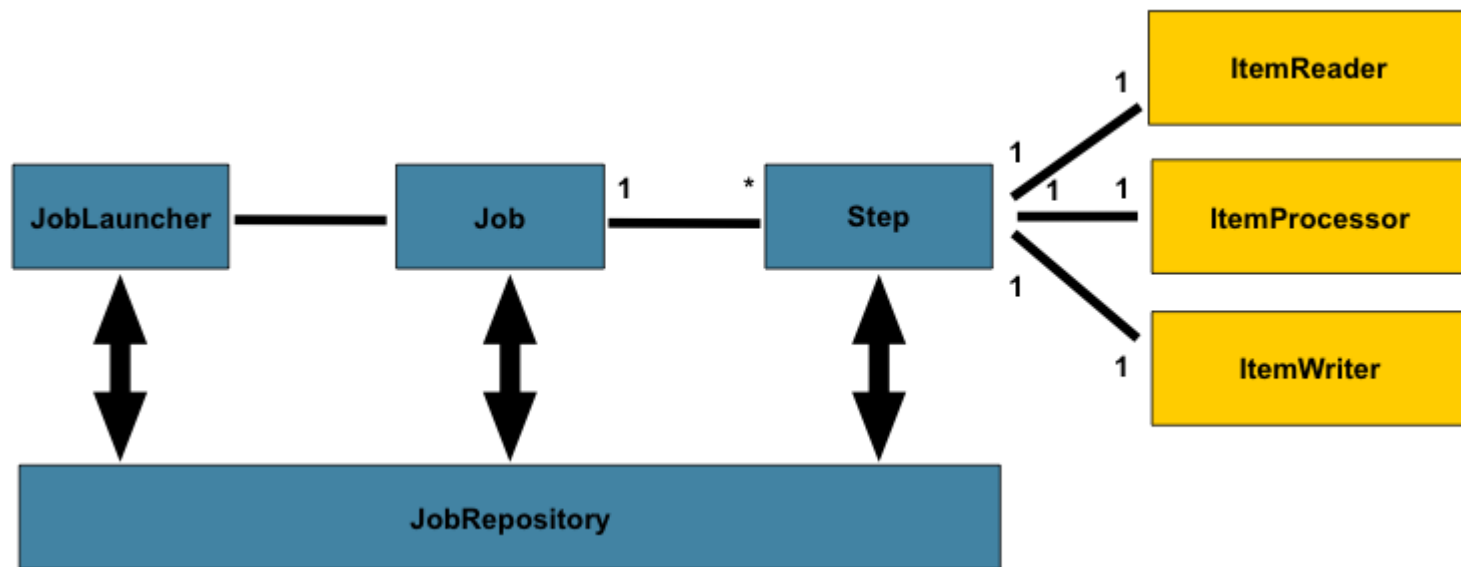 ItemReader
1
1
JobLauncher
Job
1
*
Step
1
1
ItemProcessor
1
1
ItemWriter
JobRepository